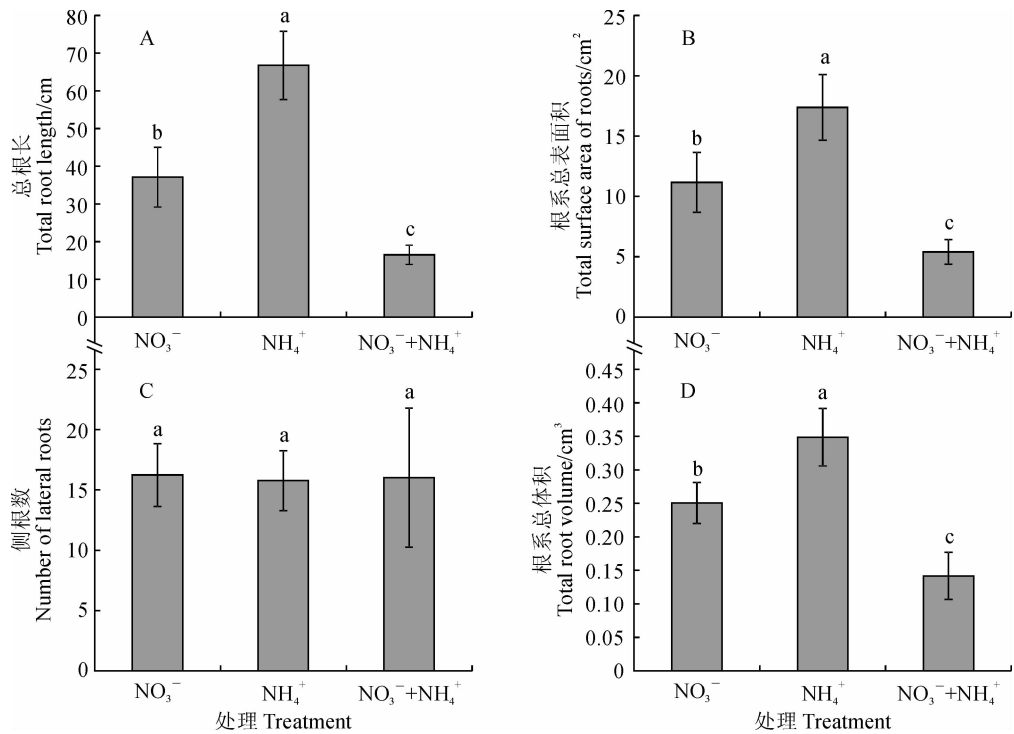 A
总根长
Total root length/cm
80
70
60
50
40
30
20
10
0
b
a
c
NO₃⁻
NH₄⁺
NO₃⁻+NH₄⁺
B
根系总表面积
Total surface area of roots/cm²
25
20
15
10
5
0
b
a
c
NO₃⁻
NH₄⁺
NO₃⁻+NH₄⁺
C
侧根数
Number of lateral roots
25
20
15
10
5
0
a
a
a
NO₃⁻
NH₄⁺
NO₃⁻+NH₄⁺
处理 Treatment
D
根系总体积
Total root volume/cm³
0.45
0.40
0.35
0.30
0.25
0.20
0.15
0.10
0.05
0
b
a
c
NO₃⁻
NH₄⁺
NO₃⁻+NH₄⁺
处理 Treatment